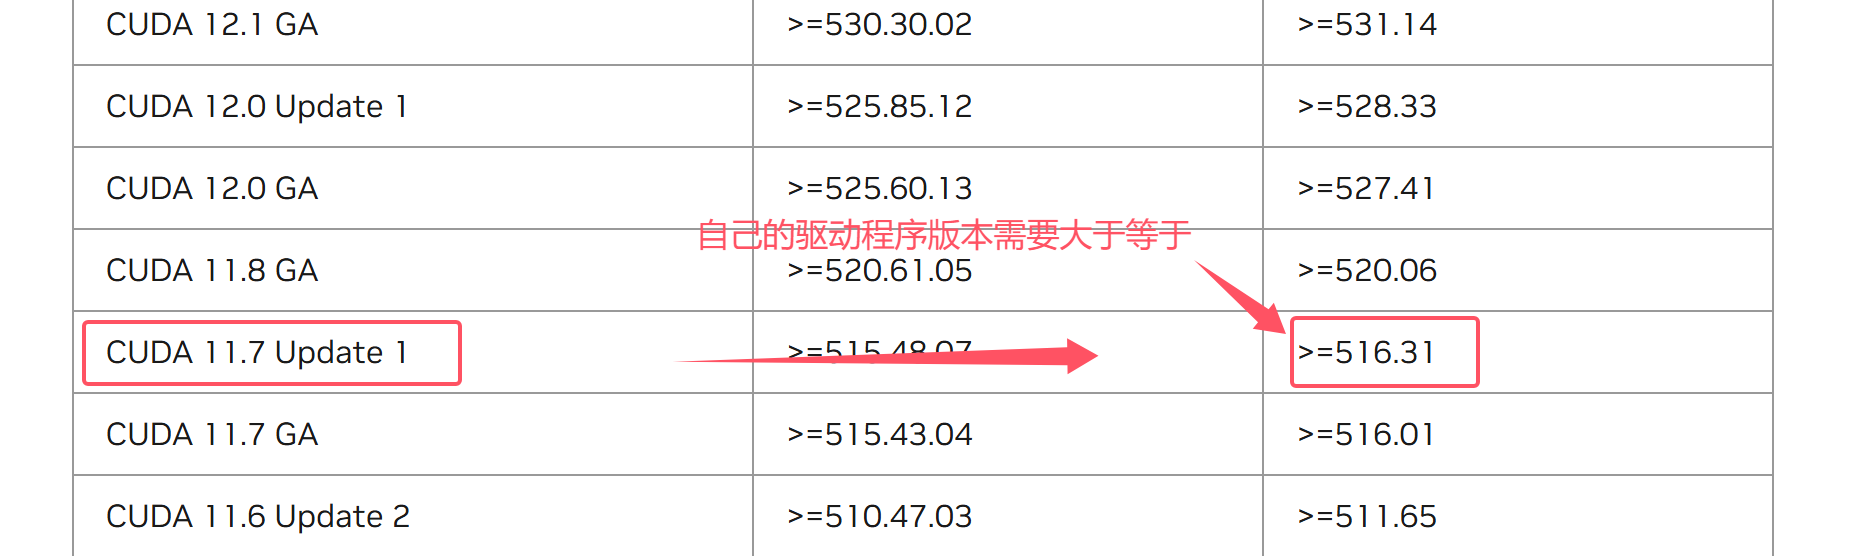 CUDA 12.1 GA >=530.30.02 >=531.14
CUDA 12.0 Update 1 >=525.85.12 >=528.33
CUDA 12.0 GA >=525.60.13 >=527.41
自己的驱动程序版本需要大于等于
CUDA 11.8 GA >=520.61.05 >=520.06
CUDA 11.7 Update 1 >=515.48.07 >=516.31
CUDA 11.7 GA >=515.43.04 >=516.01
CUDA 11.6 Update 2 >=510.47.03 >=511.65